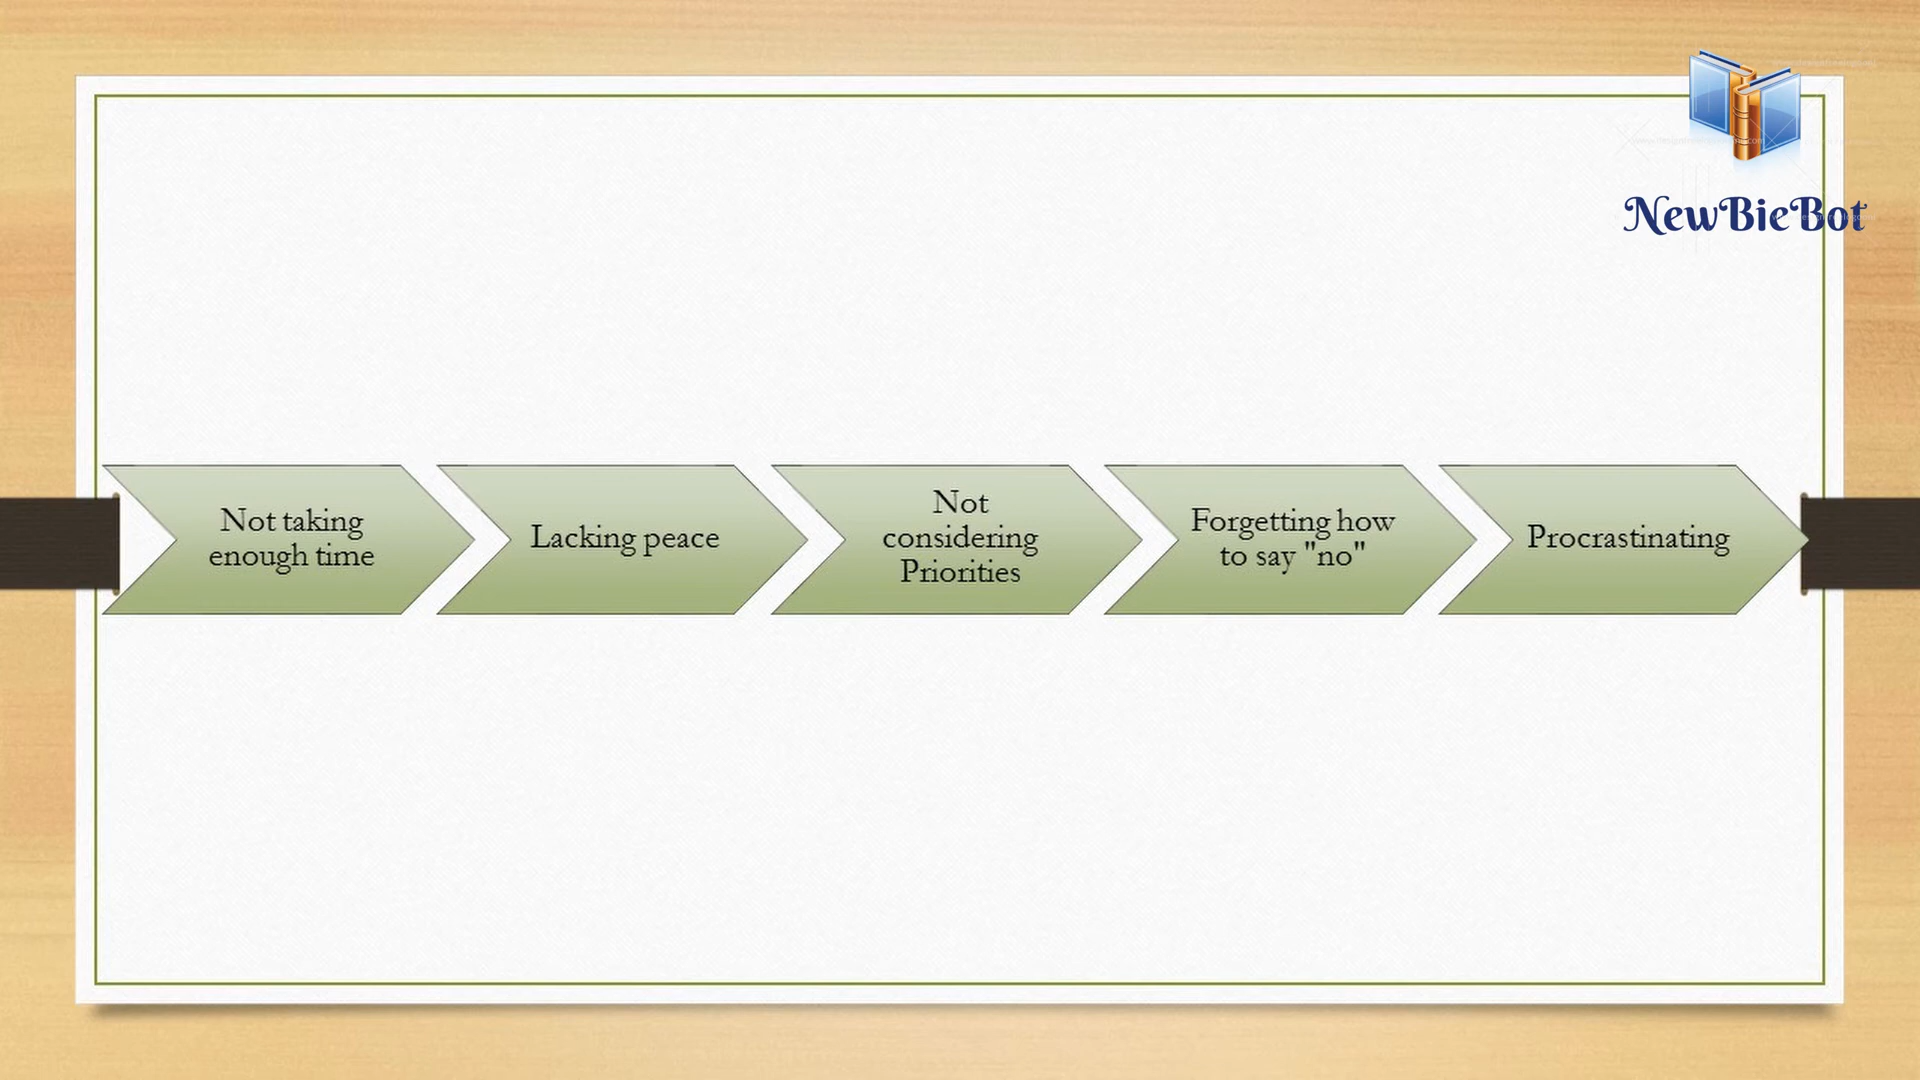 NewBieBot
Not taking
enough time
Lacking peace
Not
considering
Priorities
Forgetting how
to say "no"
Procrastinating